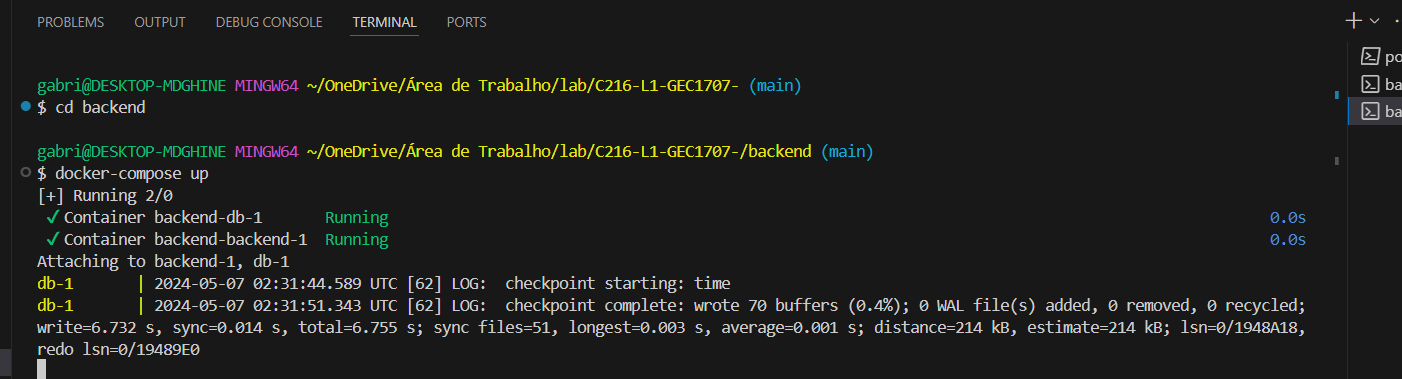 PROBLEMS OUTPUT DEBUG CONSOLE TERMINAL PORTS
gabri@DESKTOP-MDGHINE MINGW64 ~/OneDrive/Área de Trabalho/lab/C216-L1-GEC1707- (main)
$ cd backend
gabri@DESKTOP-MDGHINE MINGW64 ~/OneDrive/Área de Trabalho/lab/C216-L1-GEC1707-/backend (main)
$ docker-compose up
[+] Running 2/0
✓ Container backend-db-1 Running 0.0s
✓ Container backend-backend-1 Running 0.0s
Attaching to backend-1, db-1
db-1 | 2024-05-07 02:31:44.589 UTC [62] LOG: checkpoint starting: time
db-1 | 2024-05-07 02:31:51.343 UTC [62] LOG: checkpoint complete: wrote 70 buffers (0.4%); 0 WAL file(s) added, 0 removed, 0 recycled;
write=6.732 s, sync=0.014 s, total=6.755 s; sync files=51, longest=0.003 s, average=0.001 s; distance=214 kB, estimate=214 kB; lsn=0/1948A18,
redo lsn=0/19489E0
po
ba
ba